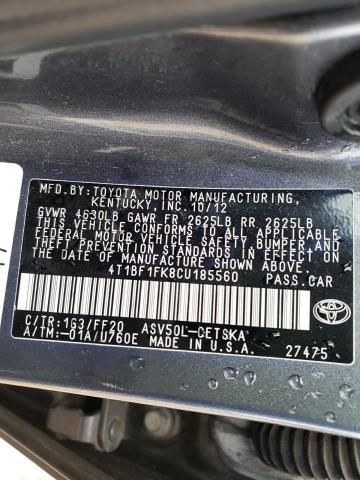 MFD.BY:TOYOTA MOTOR MANUFACTURING,
KENTUCKY, INC. 10/12
GVWR 4630LB GAWR FR 2625LB RR 2625LB
THIS VEHICLE CONFORMS TO ALL APPLICABLE
FEDERAL MOTOR VEHICLE SAFETY, BUMPER, AND
THEFT PREVENTION STANDARDS IN EFFECT ON
THE DATE OF MANUFACTURE SHOWN ABOVE.
4T1BF1FK8CU185560 PASS.CAR
C/TR:1G3/FF20 ASV50L-CETSKA
A/TM:-01A/U760E MADE IN U.S.A. 27475
TOYOTA